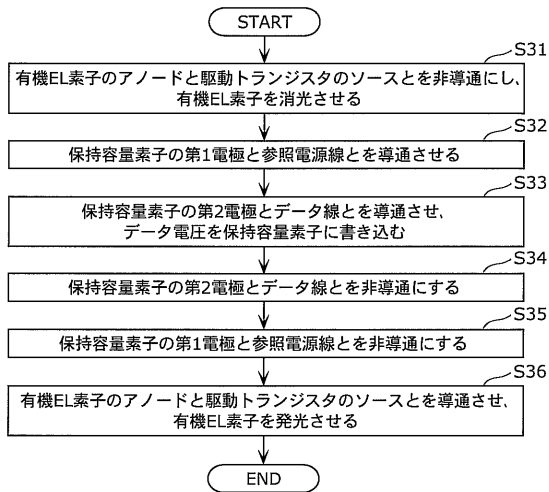 START
S31
有機EL素子のアノードと駆動トランジスタのソースとを非導通にし、
有機EL素子を消光させる
S32
保持容量素子の第1電極と参照電源線とを導通させる
S33
保持容量素子の第2電極とデータ線とを導通させ、
データ電圧を保持容量素子に書き込む
S34
保持容量素子の第2電極とデータ線とを非導通にする
S35
保持容量素子の第1電極と参照電源線とを非導通にする
S36
有機EL素子のアノードと駆動トランジスタのソースとを導通させ、
有機EL素子を発光させる
END